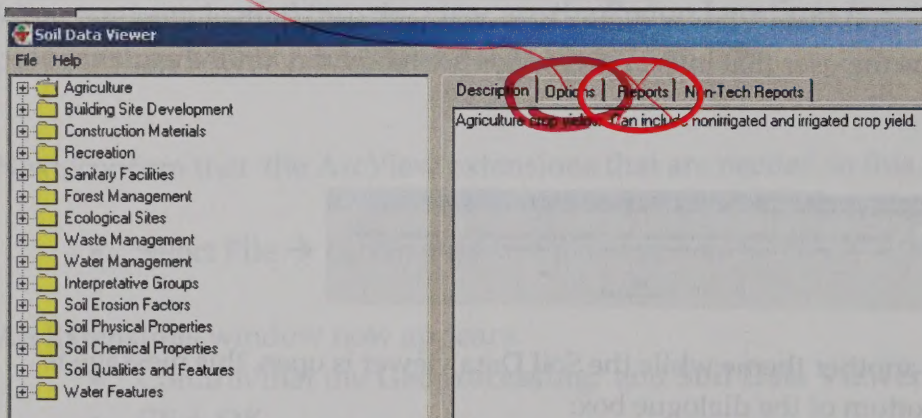 Soil Data Viewer
File Help
Agriculture
Building Site Development
Construction Materials
Recreation
Sanitary Facilities
Forest Management
Ecological Sites
Waste Management
Water Management
Interpretative Groups
Soil Erosion Factors
Soil Physical Properties
Soil Chemical Properties
Soil Qualities and Features
Water Features
Description Options Reports Non-Tech Reports
Agriculture crop yields. Can include nonirrigated and irrigated crop yield.